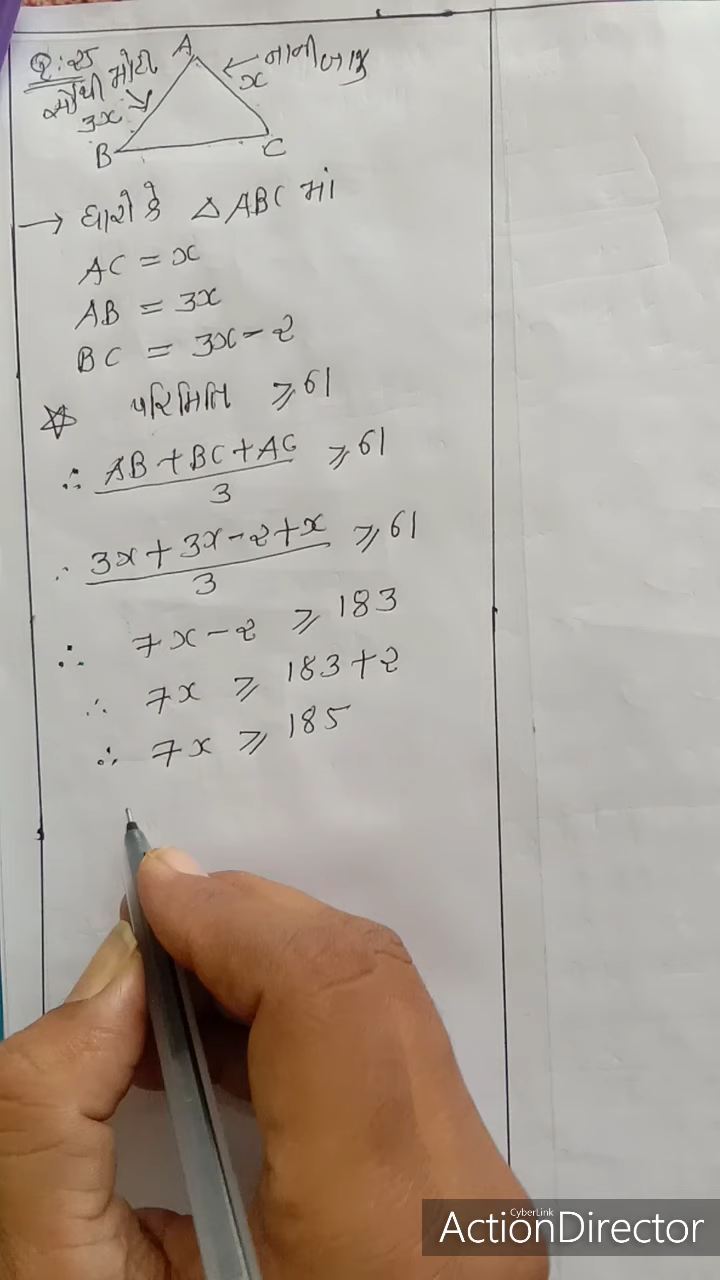 દા:૨૫
સૌથી મોટી
3x
A
← નાની બાજુ
x
B
C
→ ધારો કે △ABC માં
AC = x
AB = 3x
BC = 3x - ૨
☆ પરિમિતિ ⩾ 61
∴ AB + BC + AC / 3 ⩾ 61
∴ 3x + 3x - ૨ + x / 3 ⩾ 61
∴ 7x - ૨ ⩾ 183
∴ 7x ⩾ 183 + ૨
∴ 7x ⩾ 185
CyberLink
ActionDirector